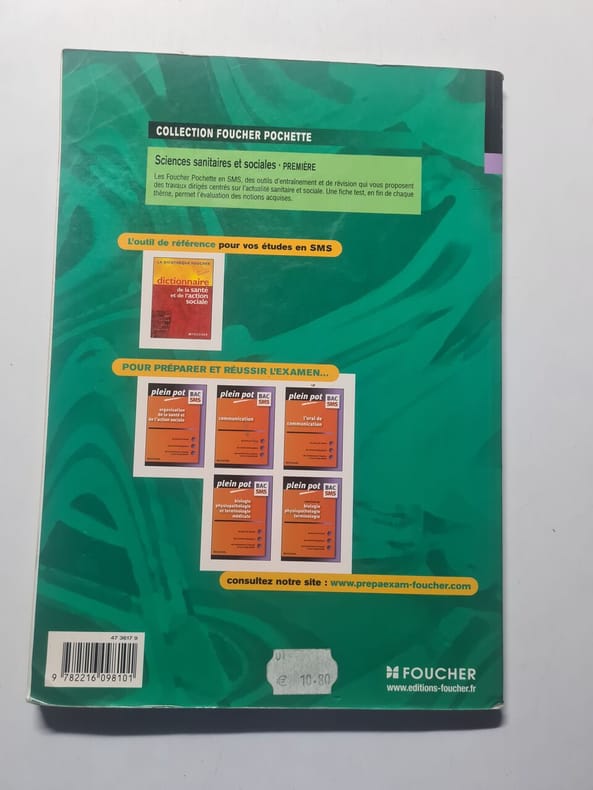 COLLECTION FOUCHER POCHETTE
Sciences sanitaires et sociales · PREMIÈRE
Les Foucher Pochette en SMS, des outils d'entraînement et de révision qui vous proposent
des travaux dirigés centrés sur l'actualité sanitaire et sociale. Une fiche test, en fin de chaque
thème, permet l'évaluation des notions acquises.
L'outil de référence pour vos études en SMS
LA BIBLIOTHÈQUE FOUCHER
dictionnaire
de la santé
et de l'action
sociale
FOUCHER
POUR PRÉPARER ET RÉUSSIR L'EXAMEN...
plein pot BAC SMS
organisation
de la santé et
de l'action sociale
plein pot BAC SMS
communication
plein pot BAC SMS
l'oral de
communication
plein pot BAC SMS
biologie
physiopathologie
et terminologie
médicale
plein pot BAC SMS
biologie
physiopathologie
terminologie
consultez notre site : www.prepaexam-foucher.com
47 3617 9
9 782216 098101
€ 10.80
FOUCHER
www.editions-foucher.fr